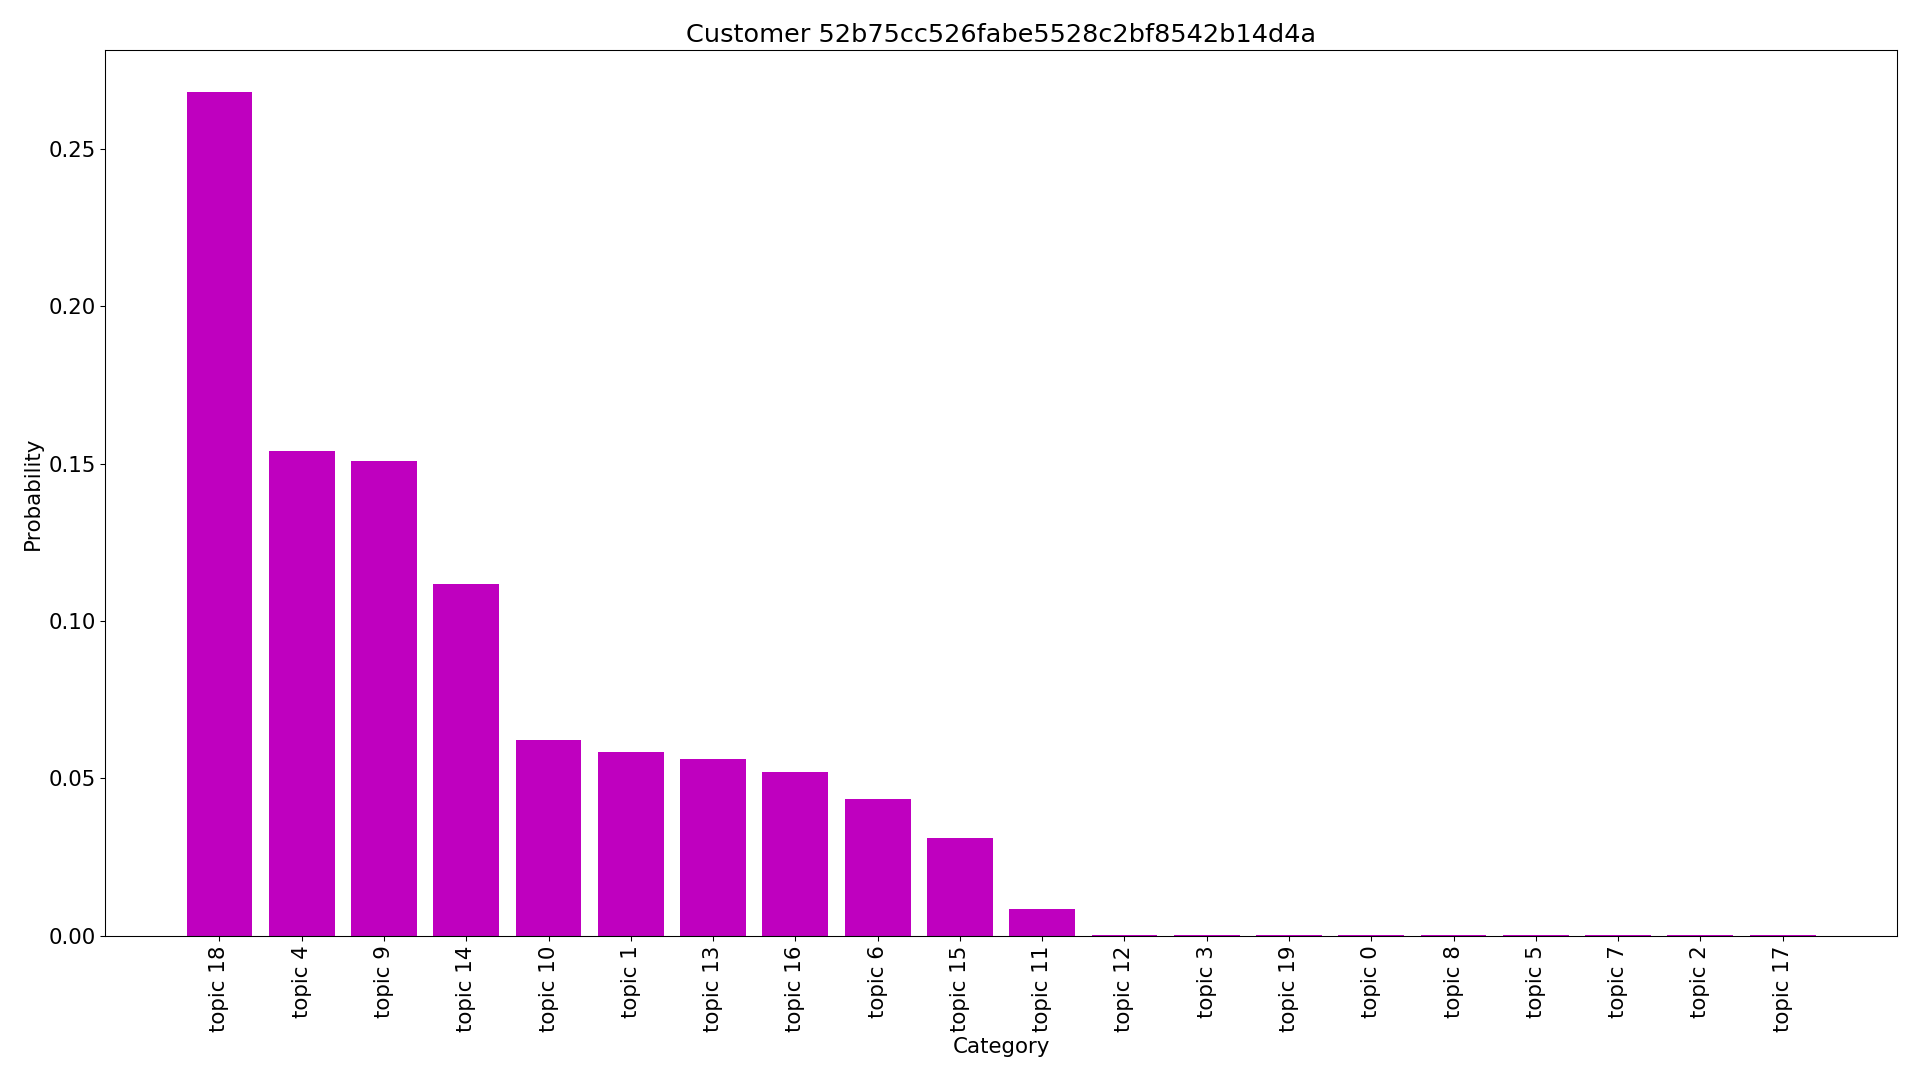 Customer 52b75cc526fabe5528c2bf8542b14d4a
Probability
0.25
0.20
0.15
0.10
0.05
0.00
topic 18
topic 4
topic 9
topic 14
topic 10
topic 1
topic 13
topic 16
topic 6
topic 15
topic 11
topic 12
topic 3
topic 19
topic 0
topic 8
topic 5
topic 7
topic 2
topic 17
Category